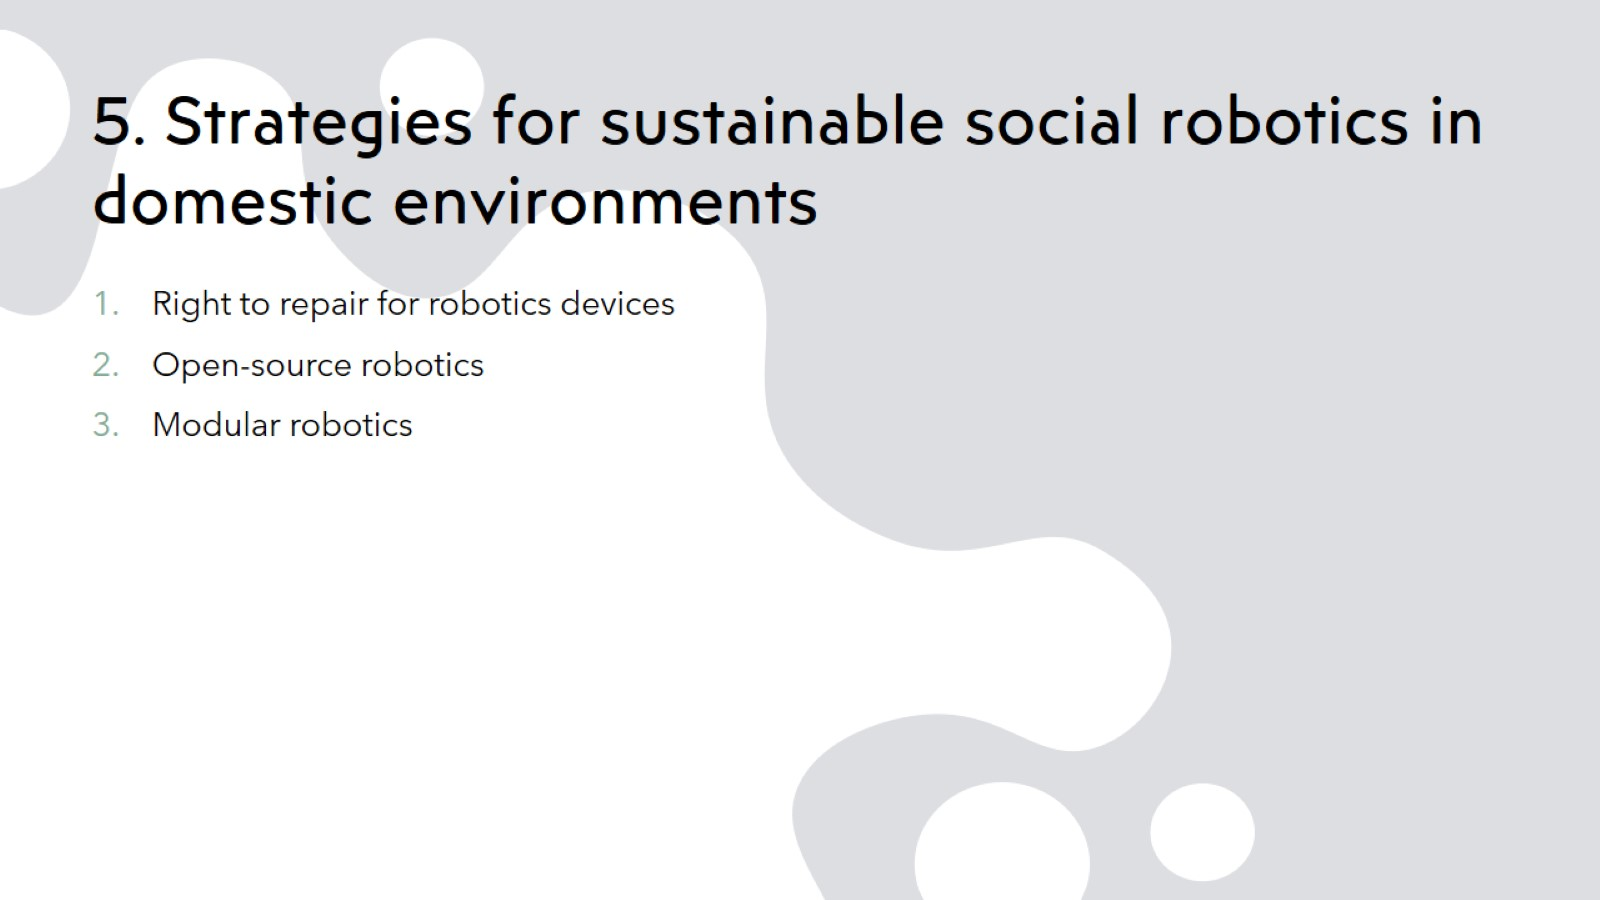 5. Strategies for sustainable social robotics in
domestic environments
1. Right to repair for robotics devices
2. Open-source robotics
3. Modular robotics